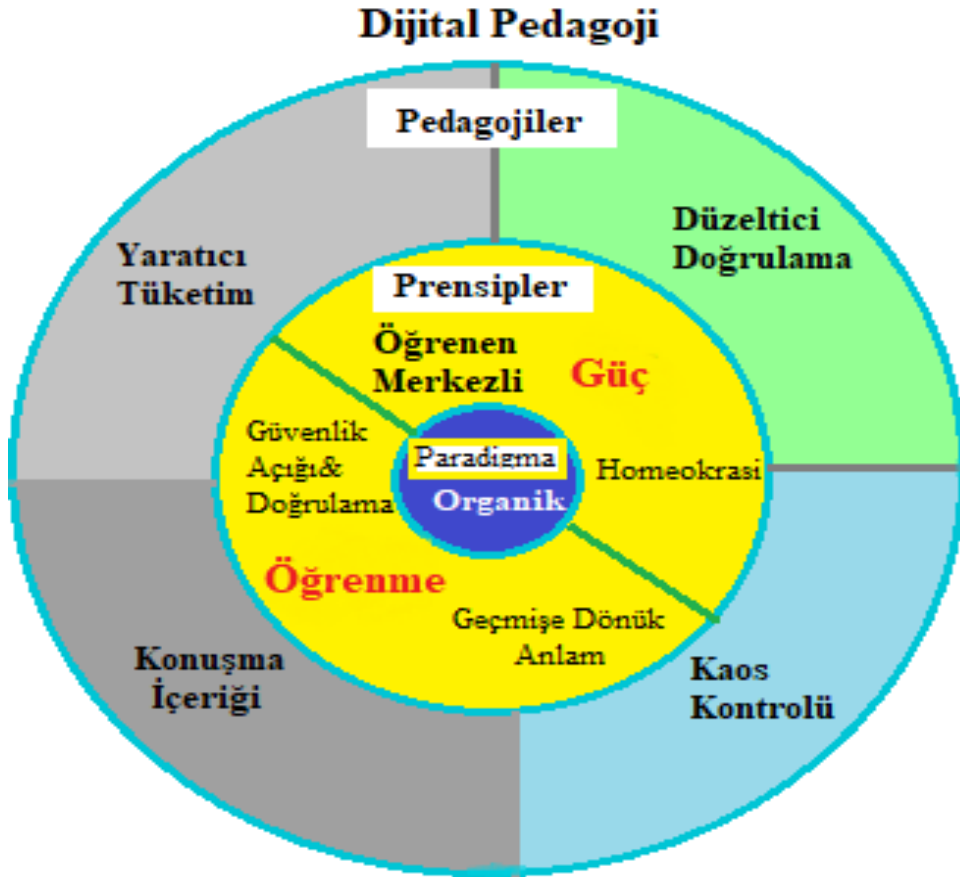 Dijital Pedagoji
Pedagojiler
Yaratıcı
Tüketim
Düzeltici
Doğrulama
Prensipler
Öğrenen
Merkezli
Güç
Güvenlik
Açığı&
Doğrulama
Paradigma
Organik
Homeokrasi
Öğrenme
Geçmişe Dönük
Anlam
Konuşma
İçeriği
Kaos
Kontrolü